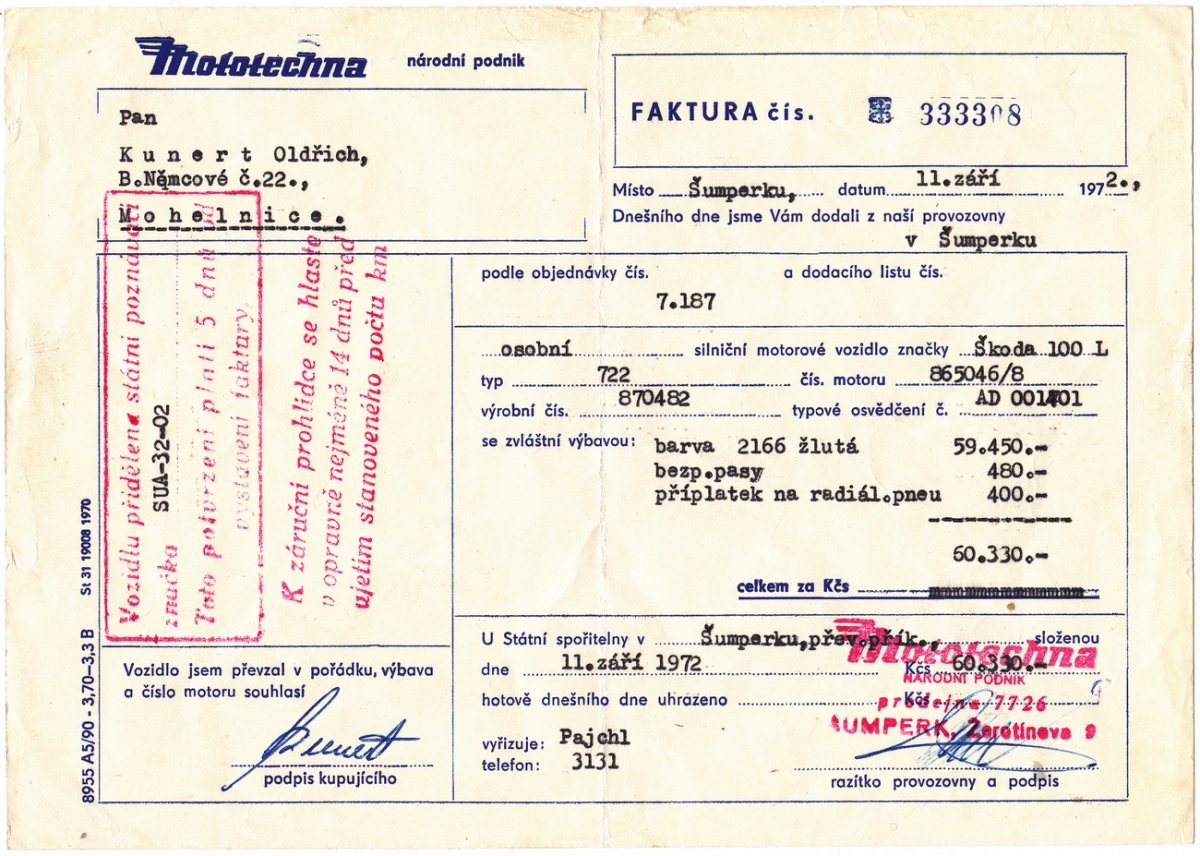 Mototechna národní podnik
Pan
Kunert Oldřich,
B.Němcové č.22.,
Mohelnice.
FAKTURA čís. 333308
Místo Šumperku, datum 11.září 1972.,
Dnešního dne jsme Vám dodali z naší provozovny
v Šumperku
podle objednávky čís. a dodacího listu čís.
7.187
osobní silniční motorové vozidlo značky Škoda 100 L
typ 722 čís. motoru 865046/8
výrobní čís. 870482 typové osvědčení č. AD 001401
se zvláštní výbavou: barva 2166 žlutá 59.450.-
bezp.pasy 480.-
příplatek na radiál.pneu 400.-
60.330.-
celkem za Kčs
Vozidlu přidělena státní poznávací
SUA-32-02
značka
Toto potvrzení platí 5 dnů od
vystavení faktury.
K záruční prohlídce se hlaste
v opravně nejméně 14 dnů před
ujetím stanoveného počtu km
Vozidlo jsem převzal v pořádku, výbava
a číslo motoru souhlasí
Kunert
podpis kupujícího
U Státní spořitelny v Šumperku,přev.přík., složenou
dne 11.září 1972 Kčs 60.330.-
hotově dnešního dne uhrazeno Kčs
vyřizuje: Pajchl
telefon: 3131
Mototechna
NÁRODNÍ PODNIK
prodejna 7726
ŠUMPERK, Žerotínova 9
razítko provozovny a podpis
8955 A5/90 - 3,70-3,3 B St 31 19008 1970